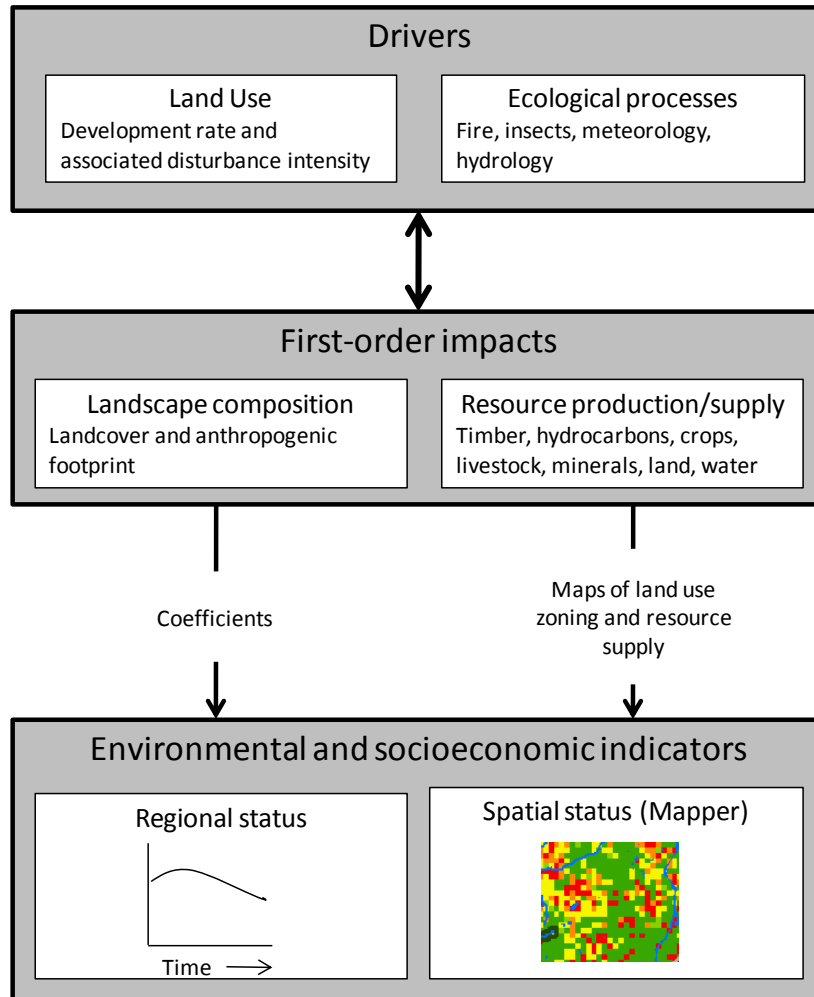 Drivers
Land Use
Development rate and
associated disturbance intensity
Ecological processes
Fire, insects, meteorology,
hydrology
First-order impacts
Landscape composition
Landcover and anthropogenic
footprint
Resource production/supply
Timber, hydrocarbons, crops,
livestock, minerals, land, water
Coefficients
Maps of land use
zoning and resource
supply
Environmental and socioeconomic indicators
Regional status
Time
Spatial status (Mapper)